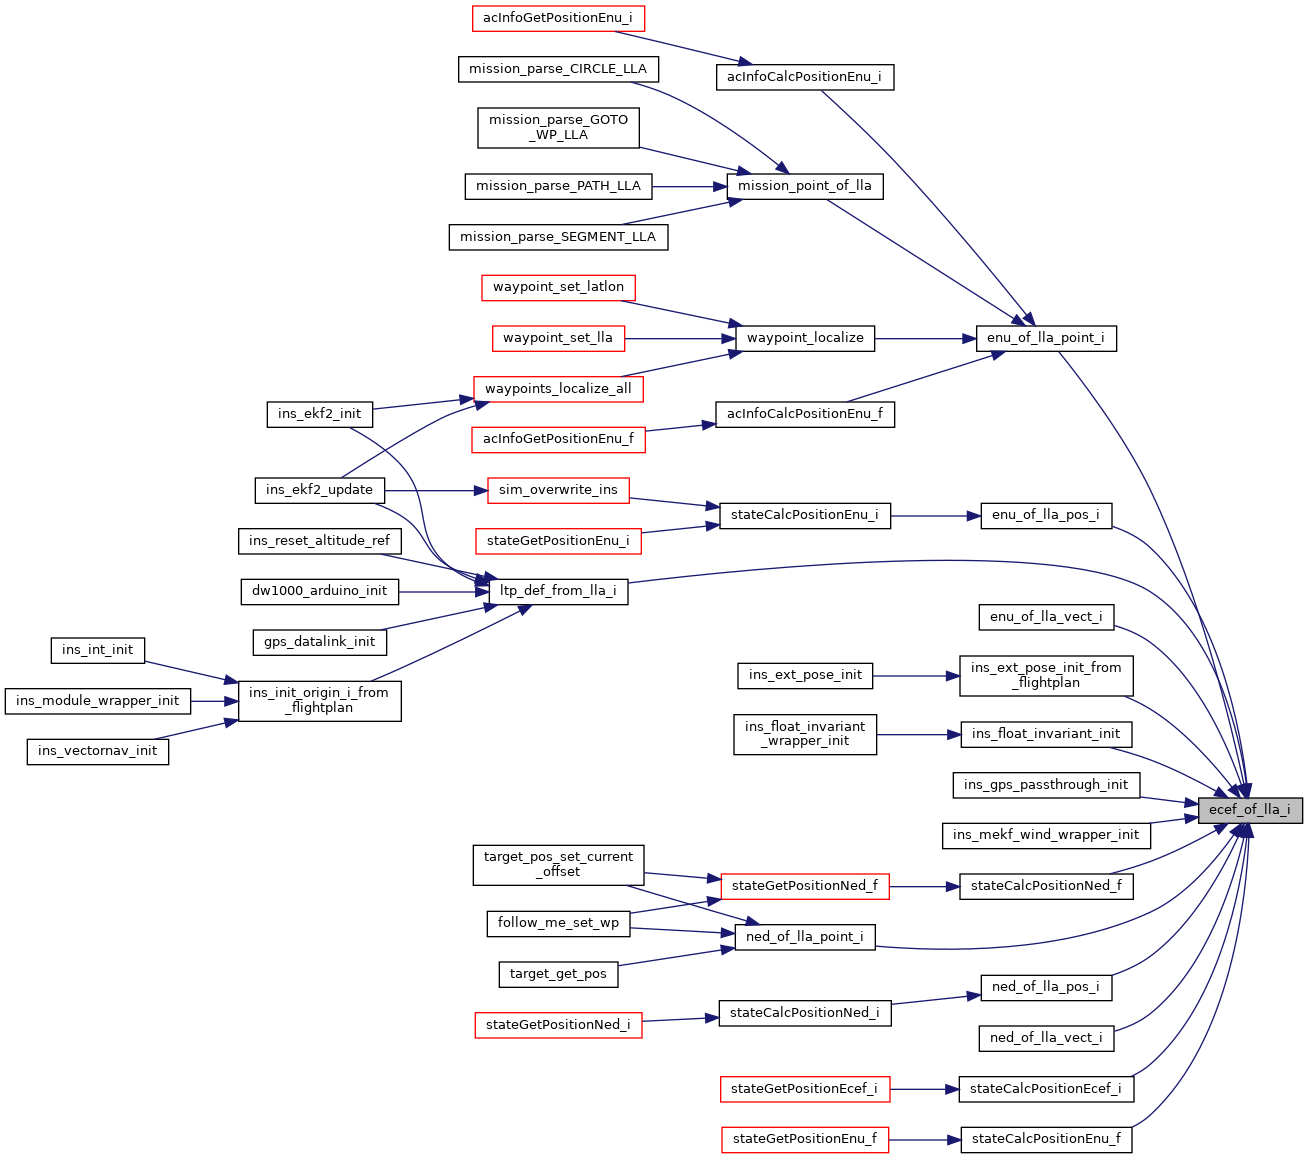 acInfoGetPositionEnu_i
mission_parse_CIRCLE_LLA
acInfoCalcPositionEnu_i
mission_parse_GOTO
_WP_LLA
mission_parse_PATH_LLA
mission_point_of_lla
mission_parse_SEGMENT_LLA
waypoint_set_latlon
waypoint_set_lla
waypoint_localize
enu_of_lla_point_i
waypoints_localize_all
ins_ekf2_init
acInfoCalcPositionEnu_f
acInfoGetPositionEnu_f
ins_ekf2_update
sim_overwrite_ins
stateCalcPositionEnu_i
enu_of_lla_pos_i
ins_reset_altitude_ref
stateGetPositionEnu_i
dw1000_arduino_init
ltp_def_from_lla_i
enu_of_lla_vect_i
gps_datalink_init
ins_int_init
ins_ext_pose_init
ins_ext_pose_init_from
_flightplan
ins_module_wrapper_init
ins_init_origin_i_from
_flightplan
ins_float_invariant
_wrapper_init
ins_float_invariant_init
ins_vectornav_init
ins_gps_passthrough_init
ecef_of_lla_i
ins_mekf_wind_wrapper_init
target_pos_set_current
_offset
stateGetPositionNed_f
stateCalcPositionNed_f
follow_me_set_wp
ned_of_lla_point_i
target_get_pos
ned_of_lla_pos_i
stateGetPositionNed_i
stateCalcPositionNed_i
ned_of_lla_vect_i
stateGetPositionEcef_i
stateCalcPositionEcef_i
stateGetPositionEnu_f
stateCalcPositionEnu_f